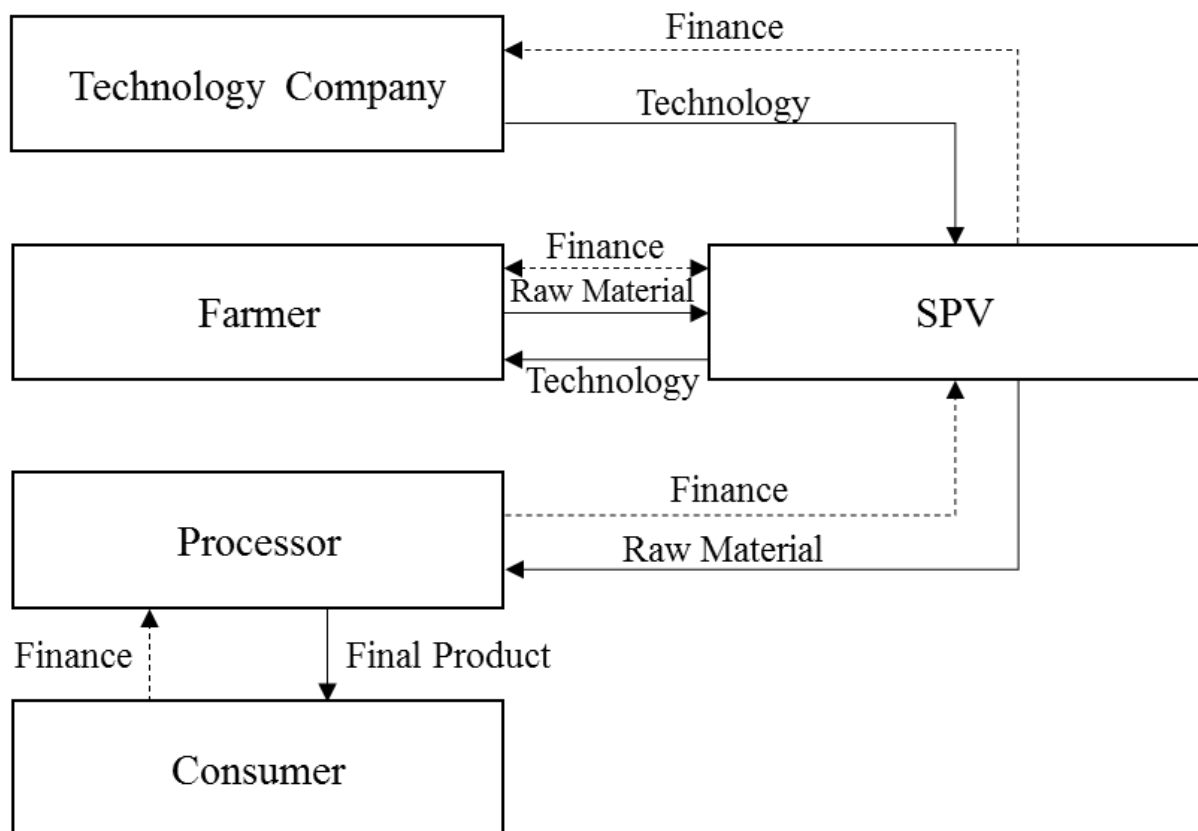 Finance
Technology Company
Technology
Finance
Farmer
Raw Material
SPV
Technology
Finance
Processor
Raw Material
Finance
Final Product
Consumer